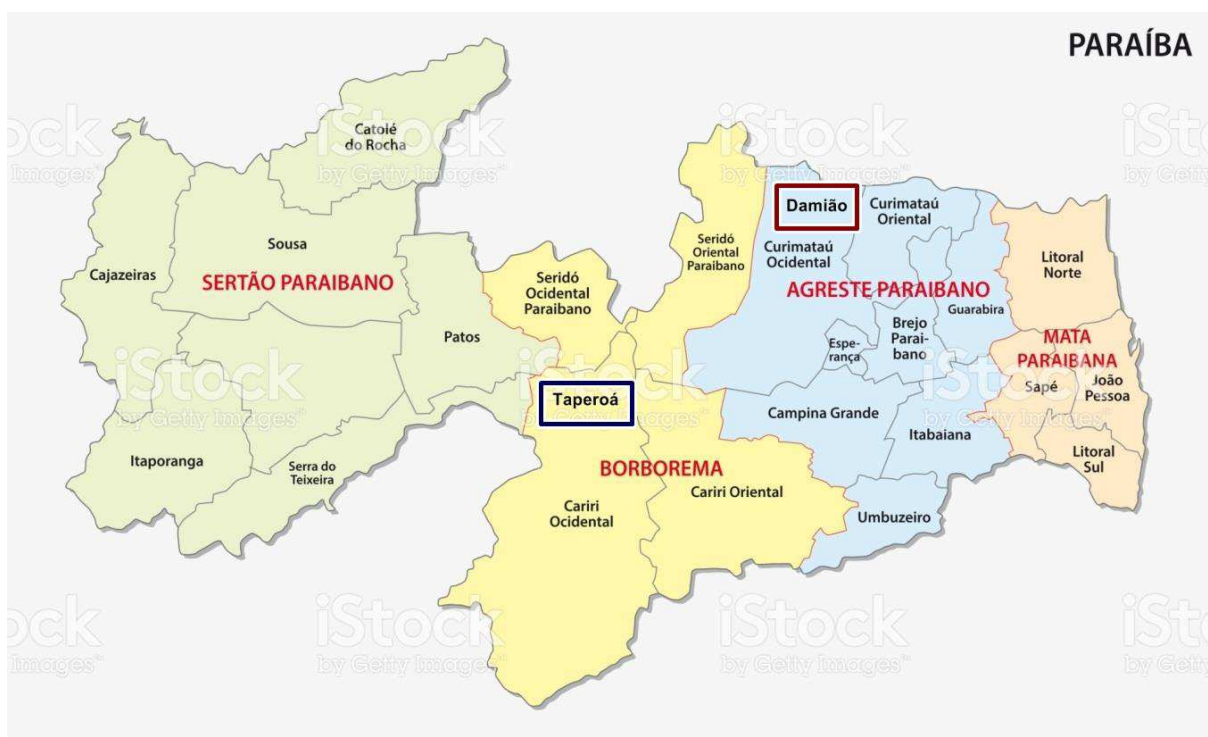 PARAÍBA
Catolé
do Rocha
Cajazeiras
Sousa
SERTÃO PARAIBANO
Patos
Itaporanga
Serra do
Teixeira
Seridó
Ocidental
Paraibano
Seridó
Oriental
Paraibano
Taperoá
BORBOREMA
Cariri
Ocidental
Cariri Oriental
Damião
Curimataú
Ocidental
Curimataú
Oriental
AGRESTE PARAIBANO
Guarabira
Espe-
rança
Brejo
Parai-
bano
Campina Grande
Itabaiana
Umbuzeiro
Litoral
Norte
MATA
PARAIBANA
Sapé
João
Pessoa
Litoral
Sul
iStock
by Getty Images™